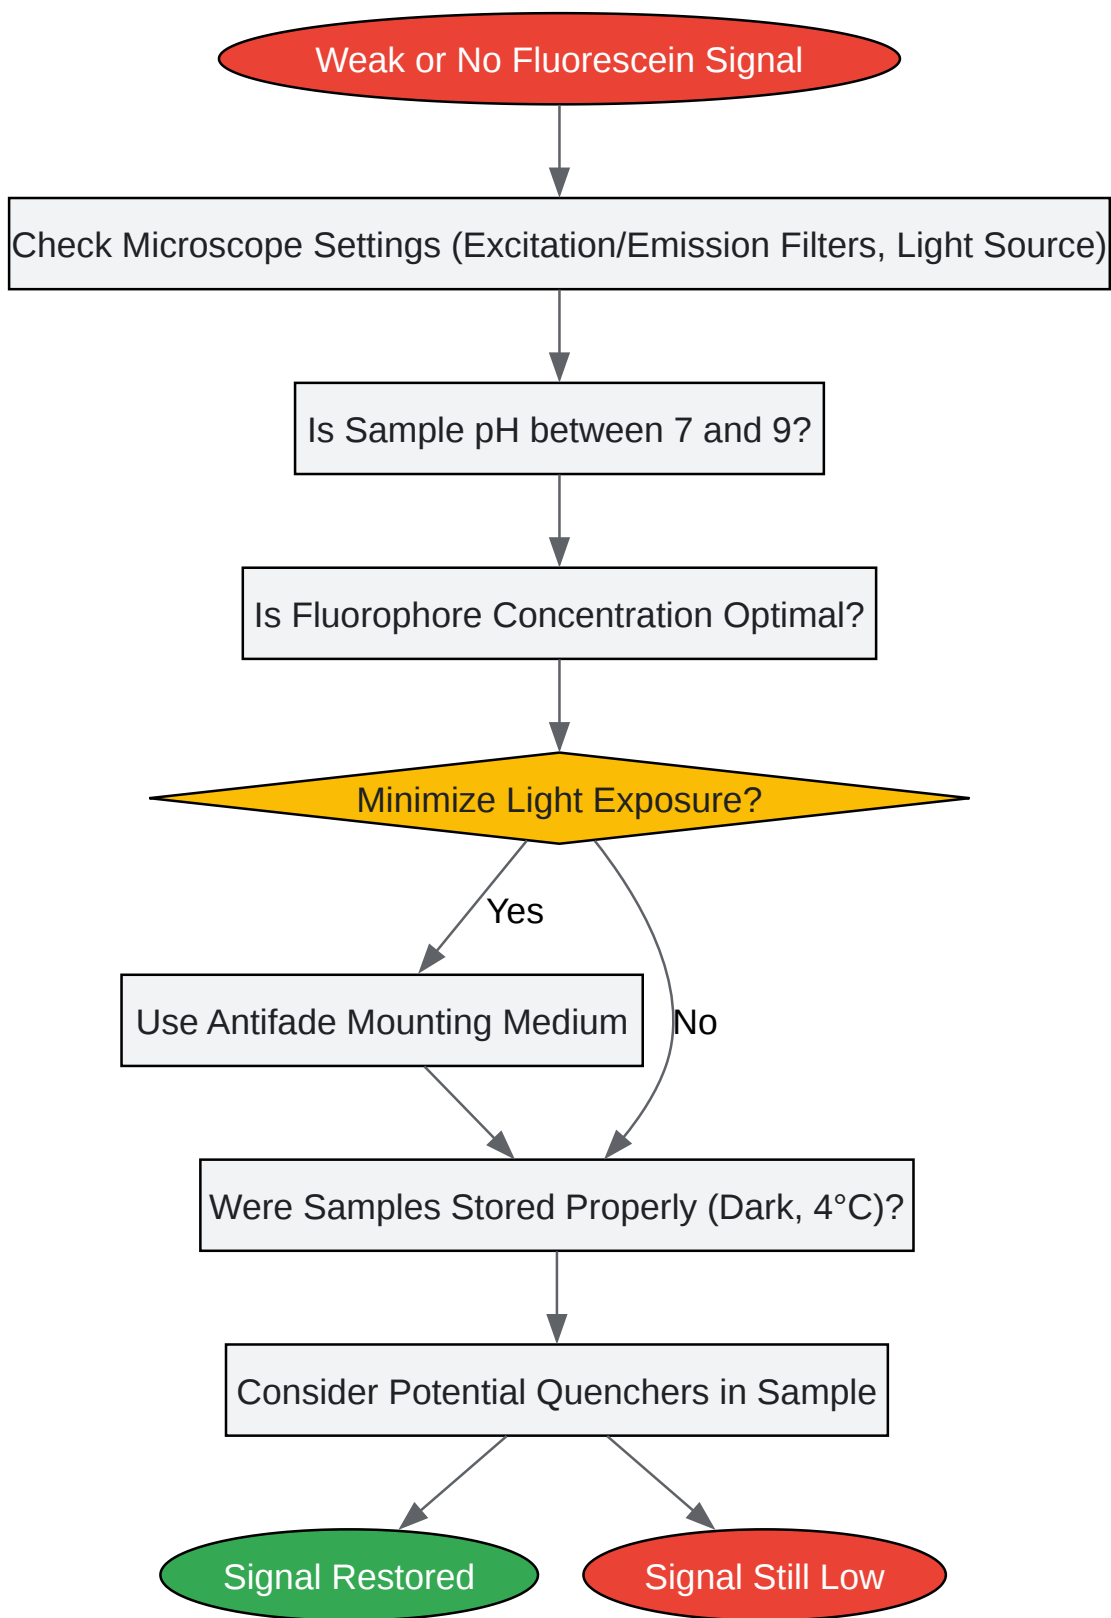 Weak or No Fluorescein Signal
Check Microscope Settings (Excitation/Emission Filters, Light Source)
Is Sample pH between 7 and 9?
Is Fluorophore Concentration Optimal?
Minimize Light Exposure?
Yes
Use Antifade Mounting Medium
No
Were Samples Stored Properly (Dark, 4°C)?
Consider Potential Quenchers in Sample
Signal Restored
Signal Still Low